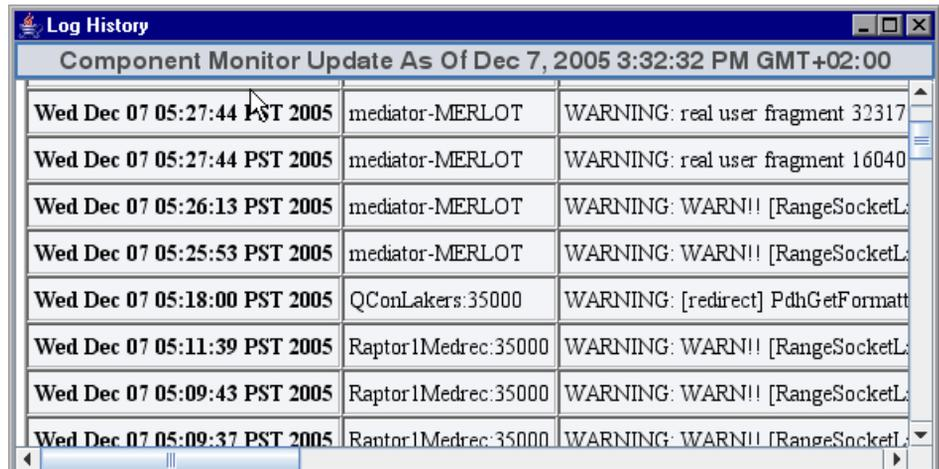 Log History
Component Monitor Update As Of Dec 7, 2005 3:32:32 PM GMT+02:00
Wed Dec 07 05:27:44 PST 2005 mediator-MERLOT WARNING: real user fragment 32317
Wed Dec 07 05:27:44 PST 2005 mediator-MERLOT WARNING: real user fragment 16040
Wed Dec 07 05:26:13 PST 2005 mediator-MERLOT WARNING: WARN!! [RangeSocketL
Wed Dec 07 05:25:53 PST 2005 mediator-MERLOT WARNING: WARN!! [RangeSocketL
Wed Dec 07 05:18:00 PST 2005 QConLakers:35000 WARNING: [redirect] PdhGetFormatt
Wed Dec 07 05:11:39 PST 2005 Raptor1Medrec:35000 WARNING: WARN!! [RangeSocketL
Wed Dec 07 05:09:43 PST 2005 Raptor1Medrec:35000 WARNING: WARN!! [RangeSocketL
Wed Dec 07 05:09:37 PST 2005 Raptor1Medrec:35000 WARNING: WARN!! [RangeSocketL